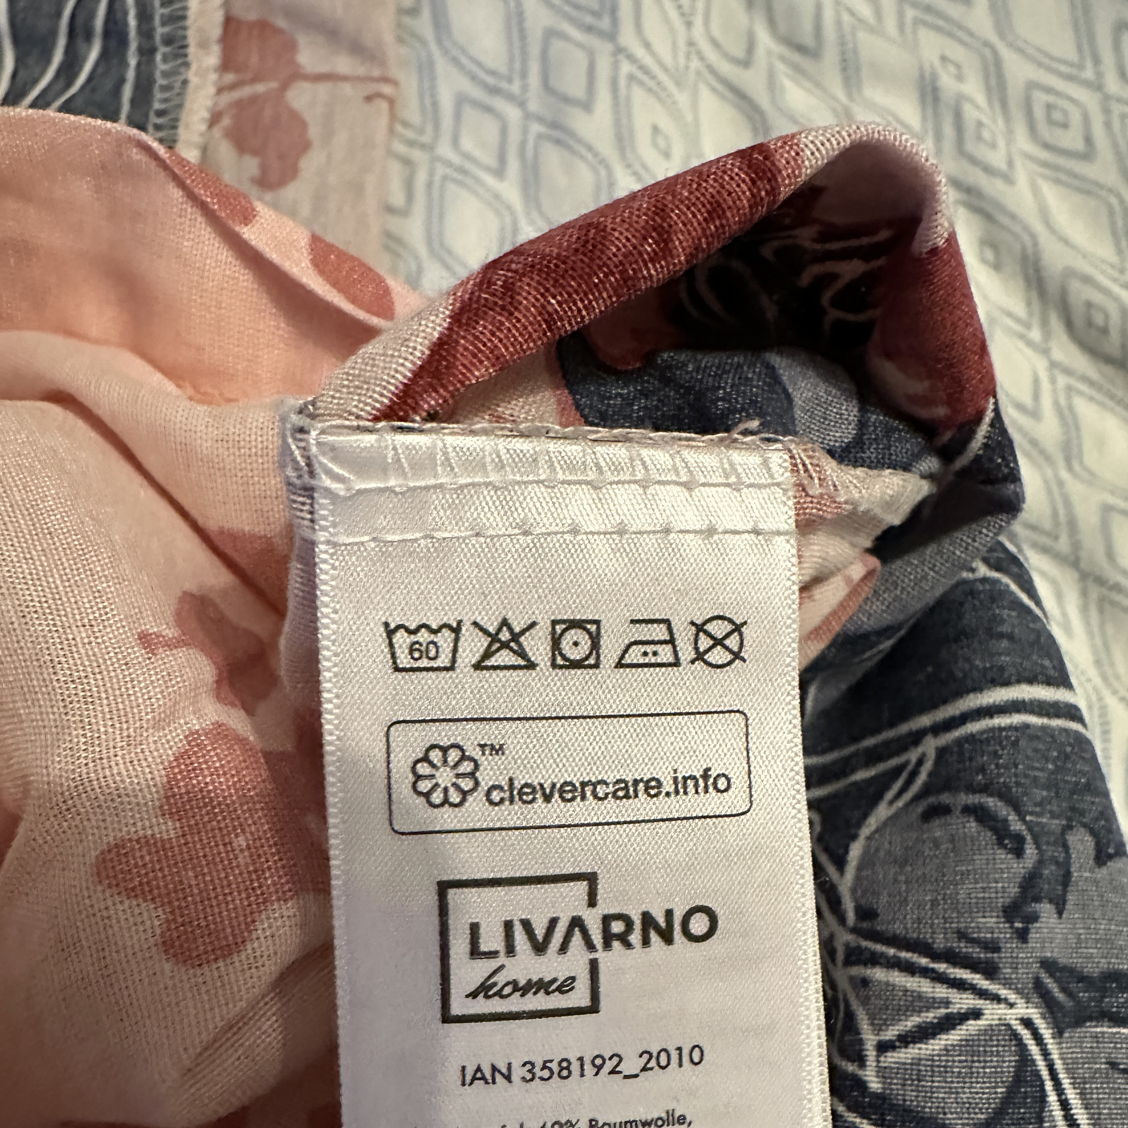 60
™
clevercare.info
LIVARNO
home
IAN 358192_2010
60% Baumwolle,